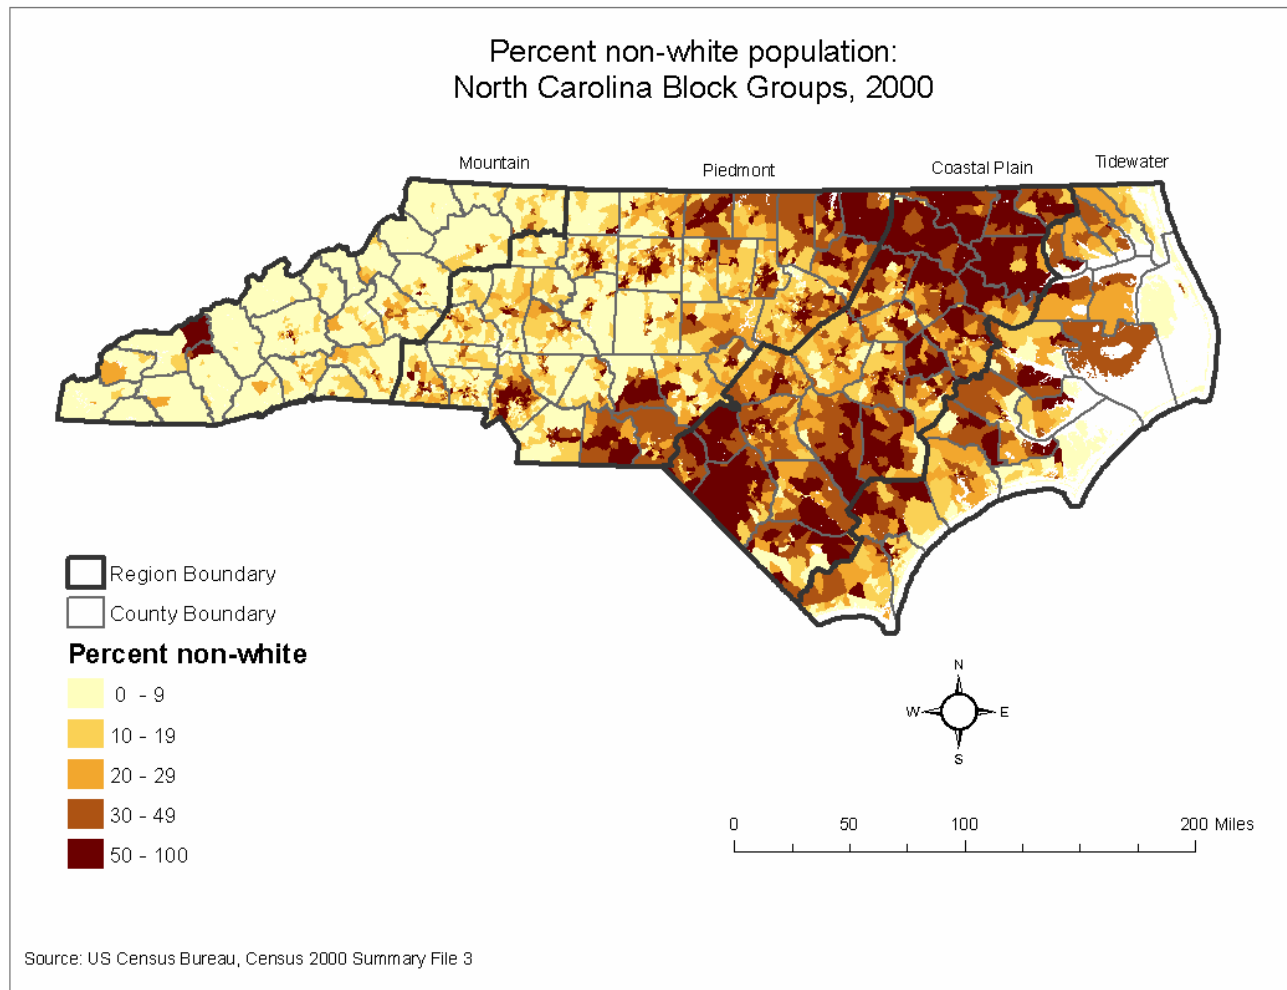 Percent non-white population:
North Carolina Block Groups, 2000
Mountain
Piedmont
Coastal Plain
Tidewater
Region Boundary
County Boundary
Percent non-white
0 - 9
10 - 19
20 - 29
30 - 49
50 - 100
N
W E
S
0 50 100 200 Miles
Source: US Census Bureau, Census 2000 Summary File 3